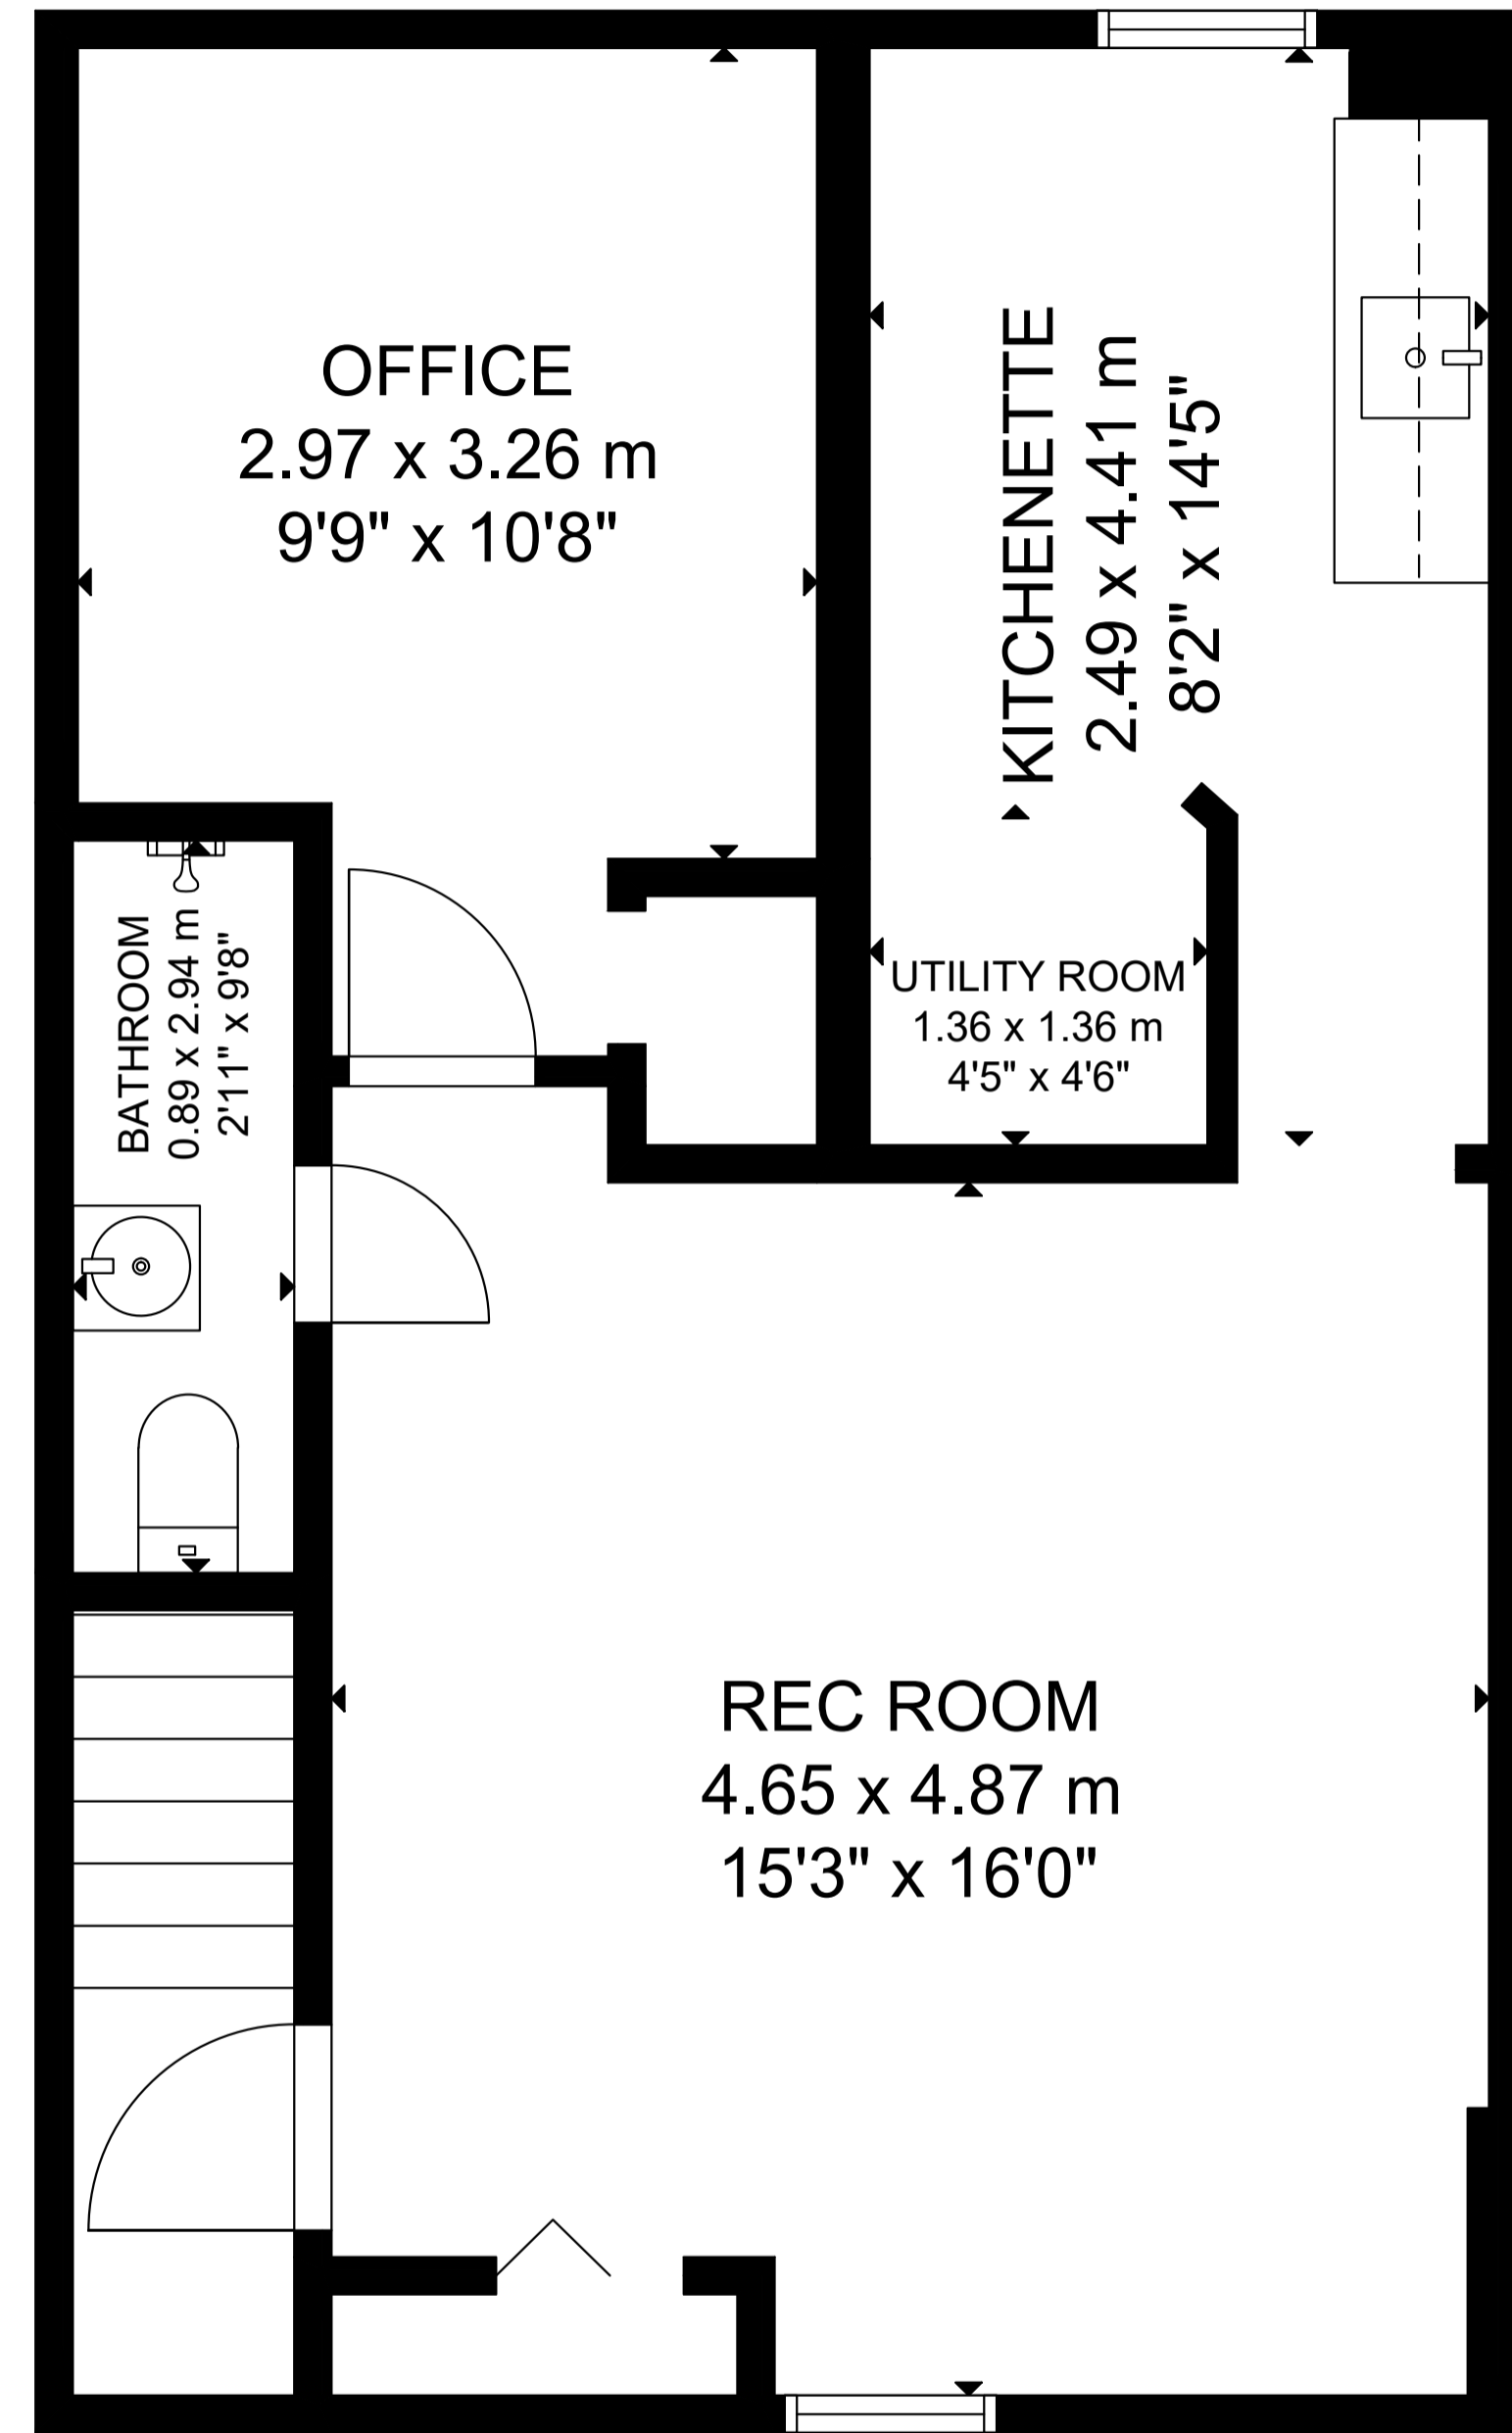 OFFICE
2.97 x 3.26 m
9'9" x 10'8"
KITCHENETTE
2.49 x 4.41 m
8'2" x 14'5"
BATHROOM
0.89 x 2.94 m
2'11" x 9'8"
UTILITY ROOM
1.36 x 1.36 m
4'5" x 4'6"
REC ROOM
4.65 x 4.87 m
15'3" x 16'0"